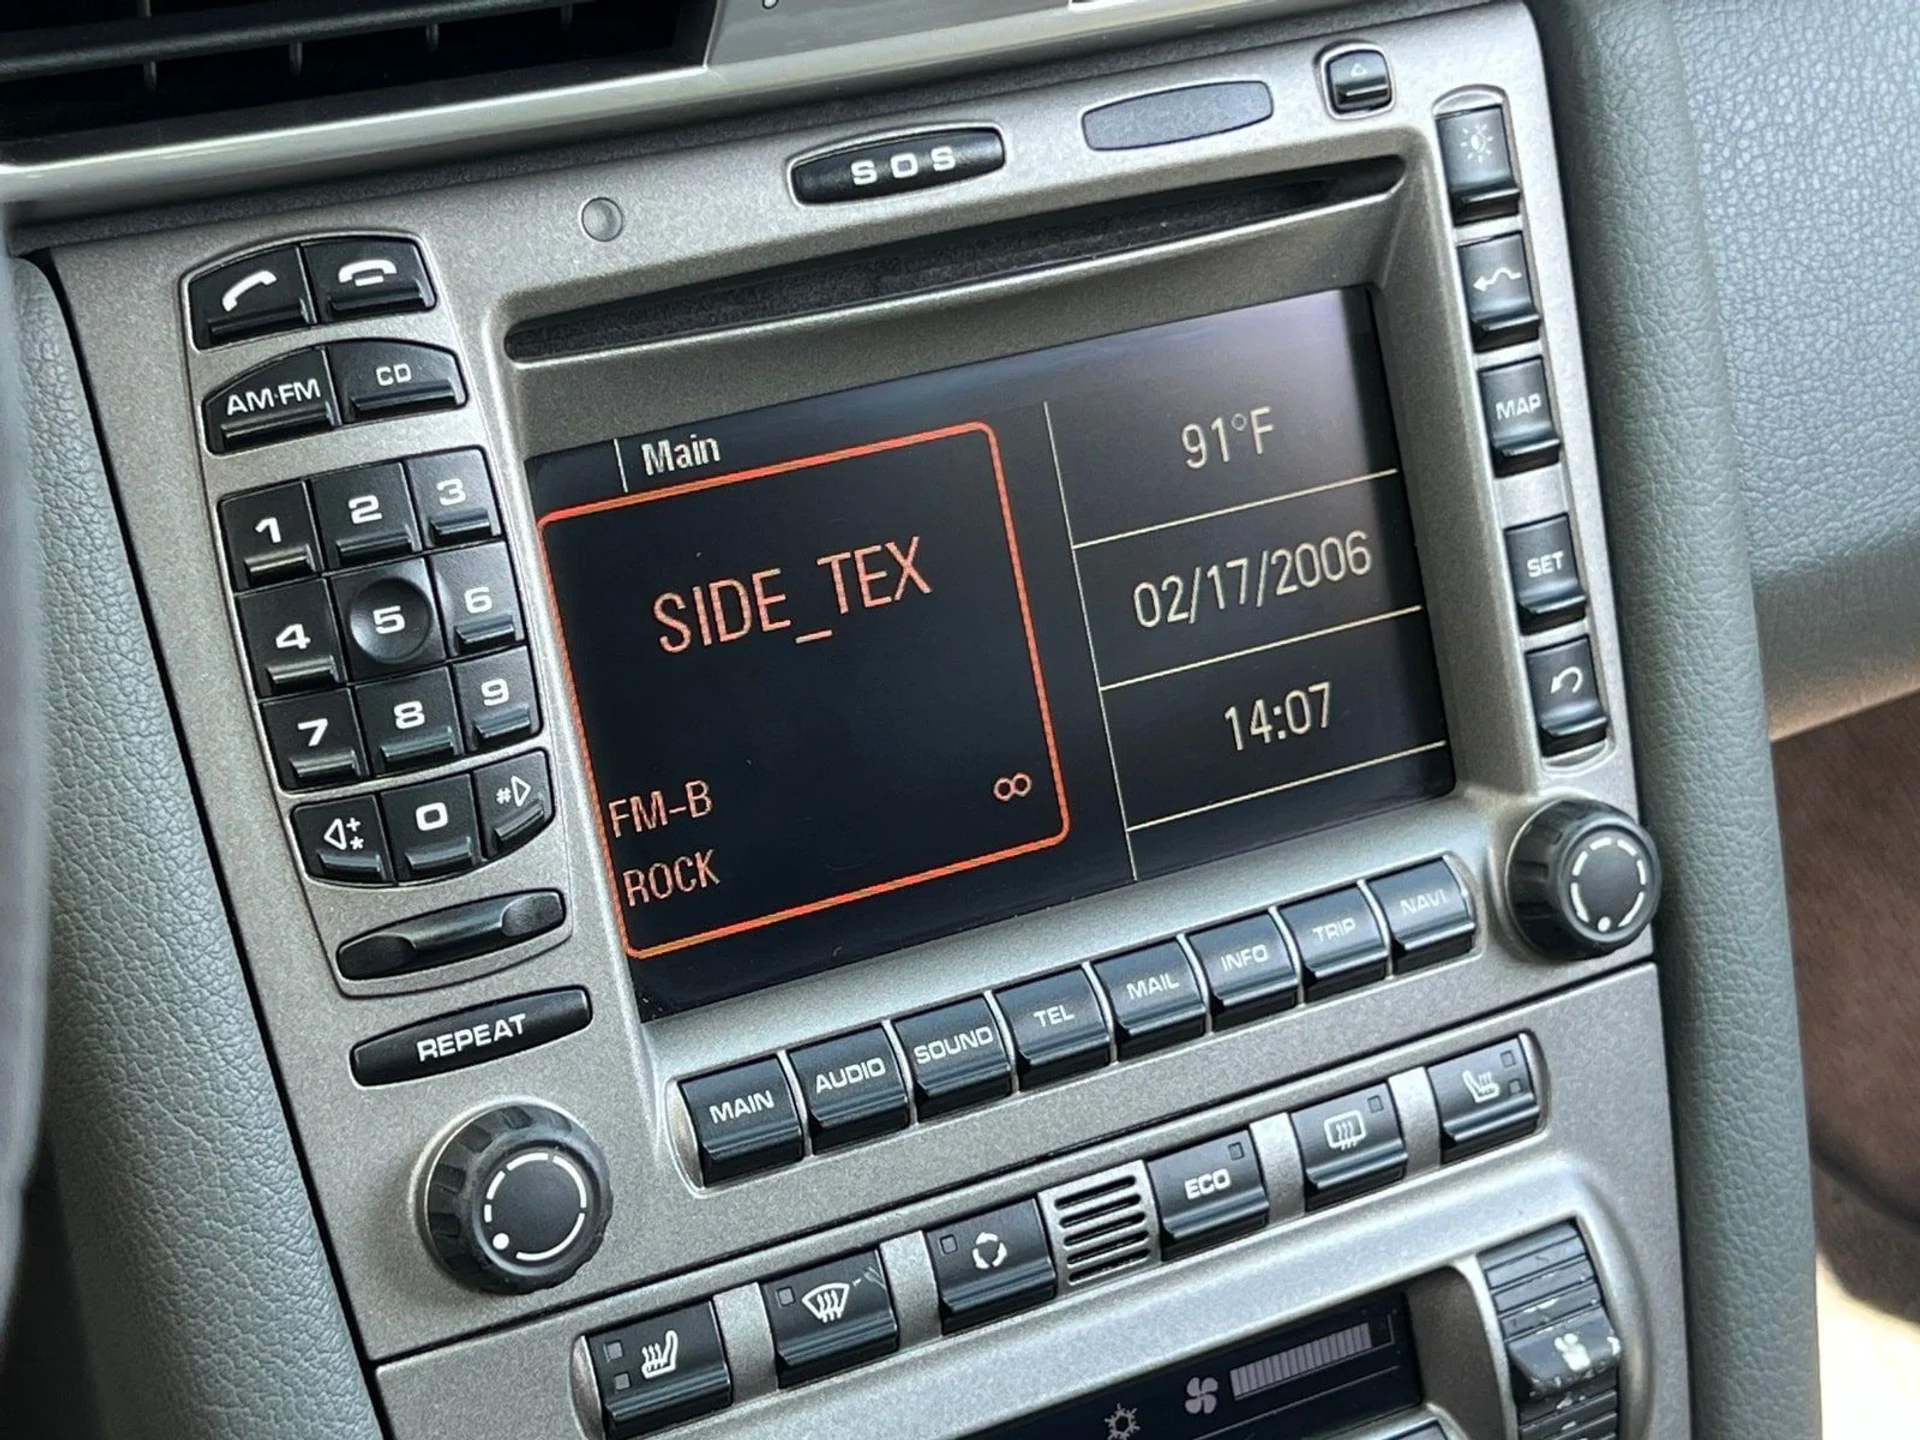 SOS
AM·FM
CD
1
2
3
4
5
6
7
8
9
+
*
0
#
REPEAT
Main
SIDE_TEX
FM-B
ROCK
91°F
02/17/2006
14:07
MAP
SET
MAIN
AUDIO
SOUND
TEL
MAIL
INFO
TRIP
NAVI
ECO